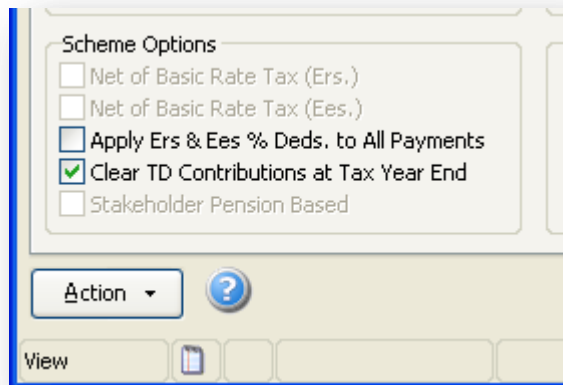 Scheme Options
Net of Basic Rate Tax (Ers.)
Net of Basic Rate Tax (Ees.)
Apply Ers & Ees % Deds. to All Payments
Clear TD Contributions at Tax Year End
Stakeholder Pension Based
Action
?
View